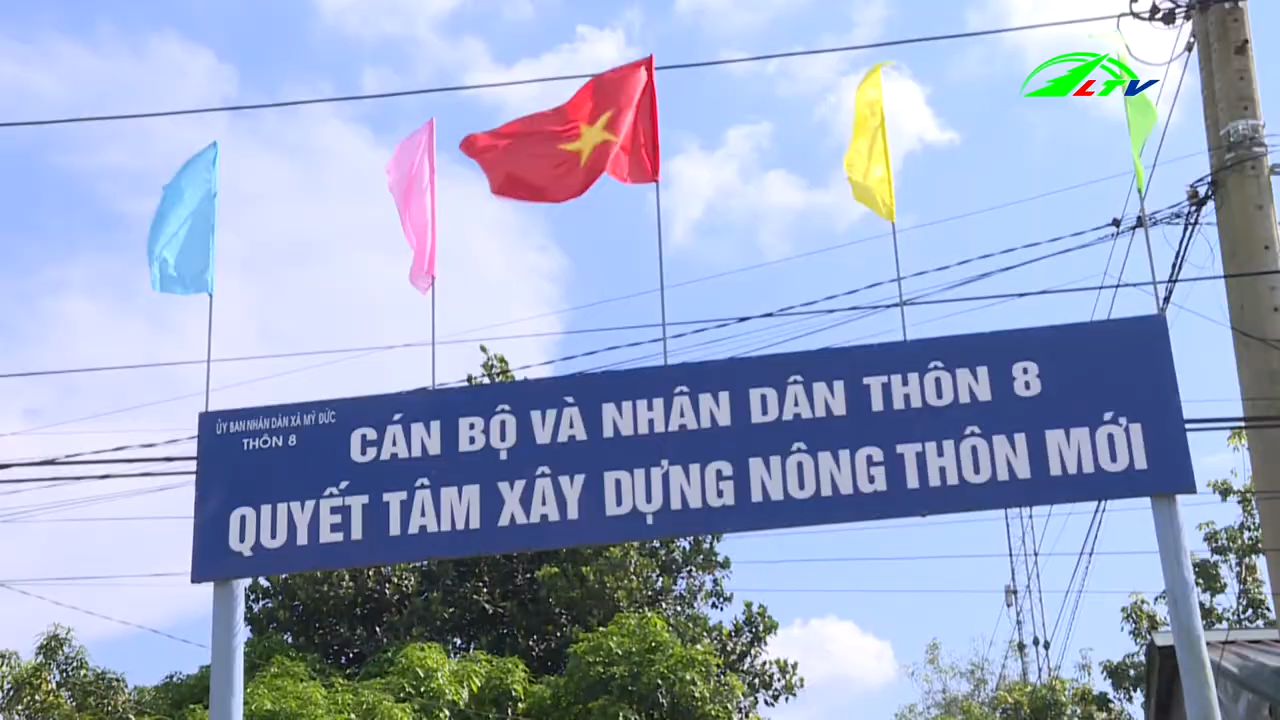 LTV
ỦY BAN NHÂN DÂN XÃ MỸ ĐỨC
THÔN 8
CÁN BỘ VÀ NHÂN DÂN THÔN 8
QUYẾT TÂM XÂY DỰNG NÔNG THÔN MỚI